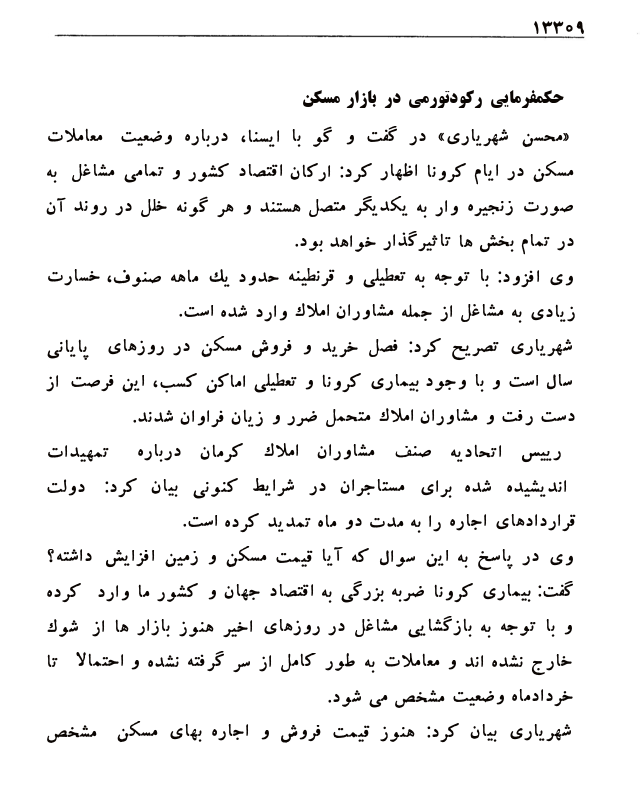 ۱۳۳۰۹
حکمفرمایی رکودتورمی در بازار مسکن
«محسن شهریاری» در گفت و گو با ایسنا، درباره وضعیت معاملات
مسکن در ایام کرونا اظهار کرد: ارکان اقتصاد کشور و تمامی مشاغل به
صورت زنجیره وار به یکدیگر متصل هستند و هر گونه خلل در روند آن
در تمام بخش ها تاثیرگذار خواهد بود.
وی افزود: با توجه به تعطیلی و قرنطینه حدود یك ماهه صنوف، خسارت
زیادی به مشاغل از جمله مشاوران املاك وارد شده است.
شهریاری تصریح کرد: فصل خرید و فروش مسکن در روزهای پایانی
سال است و با وجود بیماری کرونا و تعطیلی اماکن کسب، این فرصت از
دست رفت و مشاوران املاك متحمل ضرر و زیان فراوان شدند.
رییس اتحادیه صنف مشاوران املاك کرمان درباره تمهیدات
اندیشیده شده برای مستاجران در شرایط کنونی بیان کرد: دولت
قراردادهای اجاره را به مدت دو ماه تمدید کرده است.
وی در پاسخ به این سوال که آیا قیمت مسکن و زمین افزایش داشته؟
گفت: بیماری کرونا ضربه بزرگی به اقتصاد جهان و کشور ما وارد کرده
و با توجه به بازگشایی مشاغل در روزهای اخیر هنوز بازار ها از شوك
خارج نشده اند و معاملات به طور کامل از سر گرفته نشده و احتمالا تا
خردادماه وضعیت مشخص می شود.
شهریاری بیان کرد: هنوز قیمت فروش و اجاره بهای مسکن مشخص